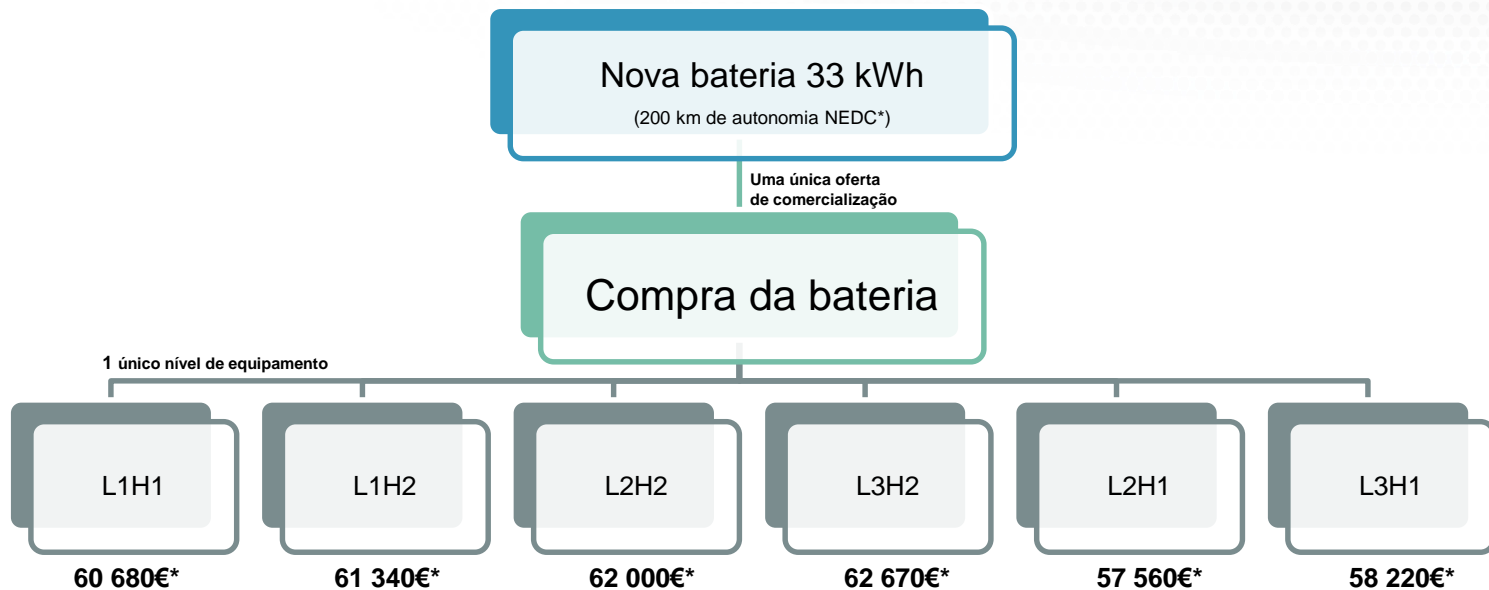 Nova bateria 33 kWh
(200 km de autonomia NEDC*)
Uma única oferta
de comercialização
Compra da bateria
1 único nível de equipamento
L1H1
L1H2
L2H2
L3H2
L2H1
L3H1
60 680€*
61 340€*
62 000€*
62 670€*
57 560€*
58 220€*